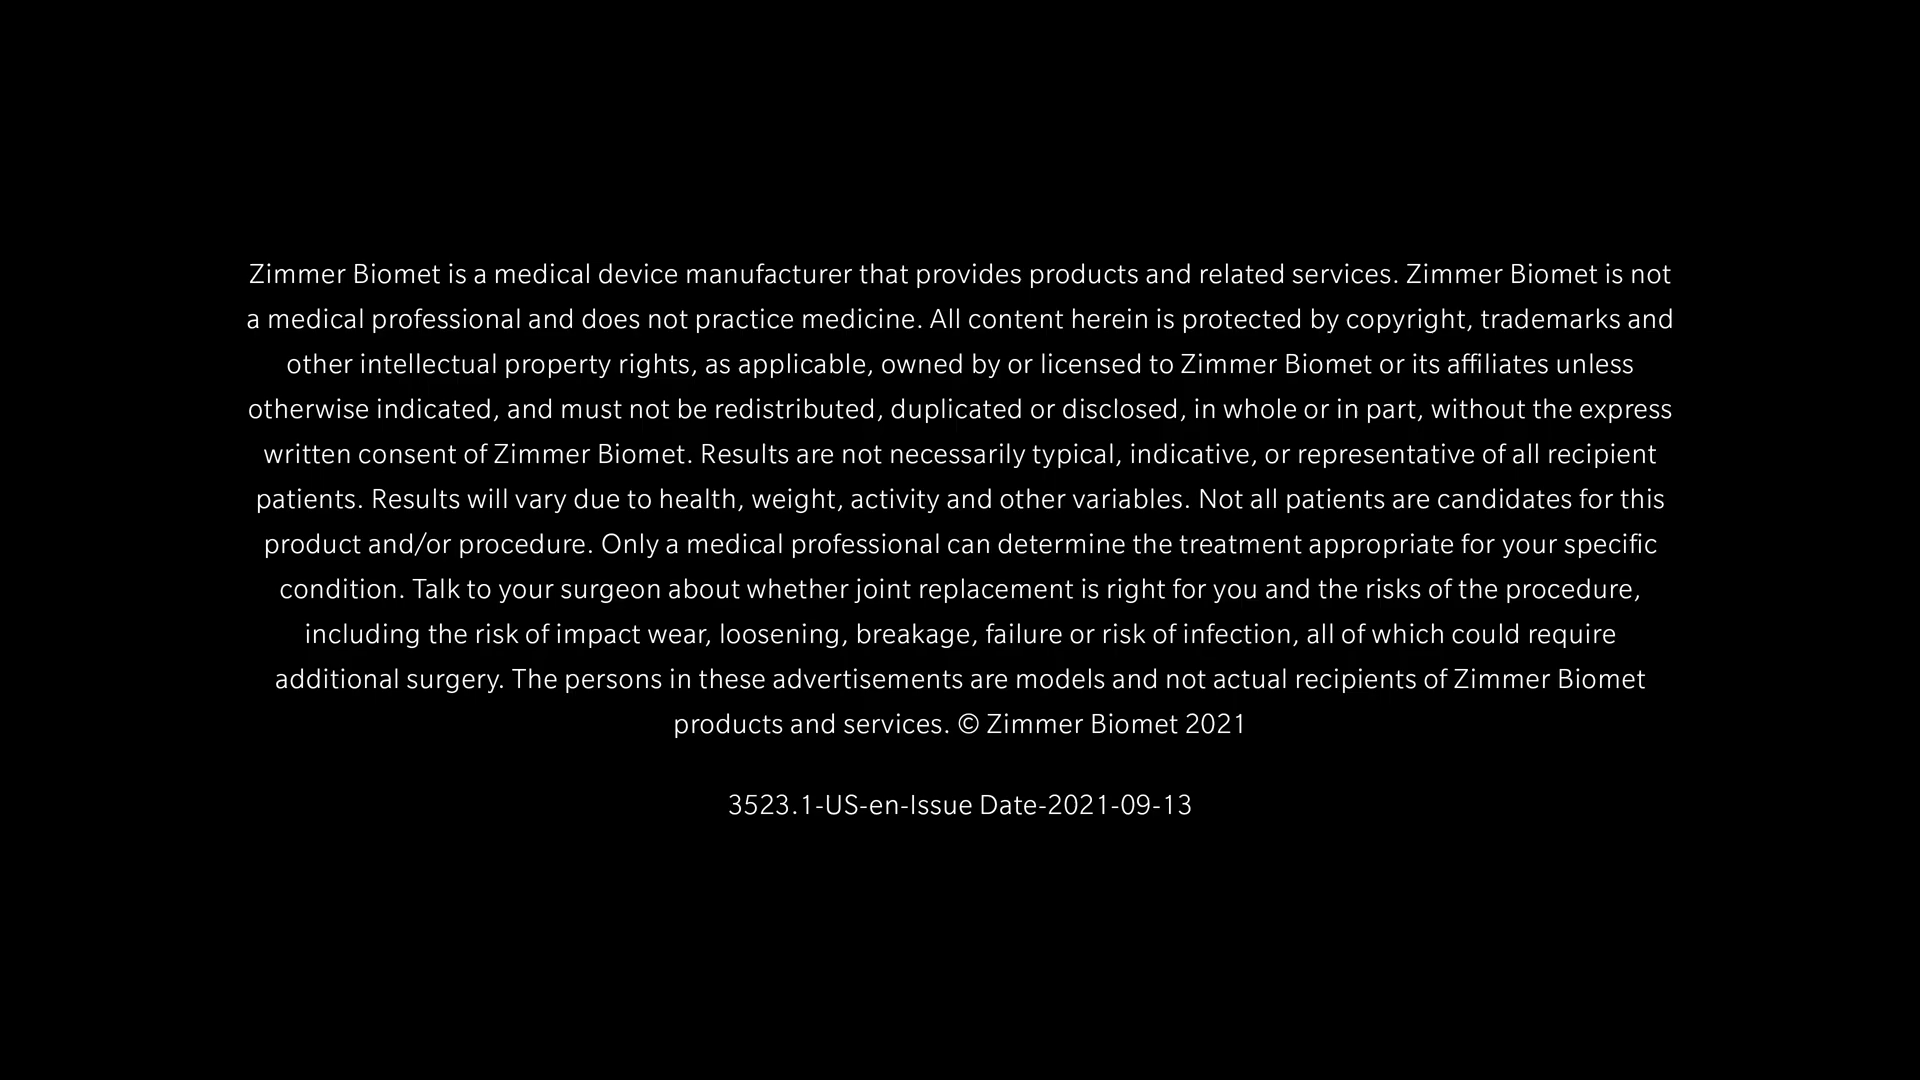 Zimmer Biomet is a medical device manufacturer that provides products and related services. Zimmer Biomet is not
a medical professional and does not practice medicine. All content herein is protected by copyright, trademarks and
other intellectual property rights, as applicable, owned by or licensed to Zimmer Biomet or its affiliates unless
otherwise indicated, and must not be redistributed, duplicated or disclosed, in whole or in part, without the express
written consent of Zimmer Biomet. Results are not necessarily typical, indicative, or representative of all recipient
patients. Results will vary due to health, weight, activity and other variables. Not all patients are candidates for this
product and/or procedure. Only a medical professional can determine the treatment appropriate for your specific
condition. Talk to your surgeon about whether joint replacement is right for you and the risks of the procedure,
including the risk of impact wear, loosening, breakage, failure or risk of infection, all of which could require
additional surgery. The persons in these advertisements are models and not actual recipients of Zimmer Biomet
products and services. © Zimmer Biomet 2021
3523.1-US-en-Issue Date-2021-09-13